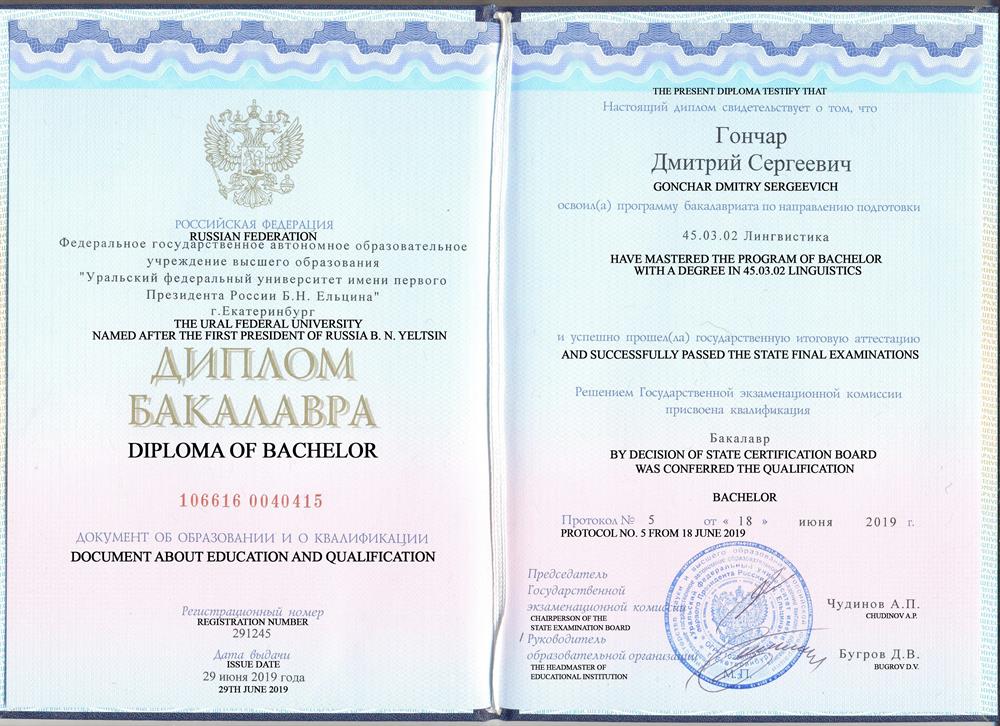 РОССИЙСКАЯ ФЕДЕРАЦИЯ
RUSSIAN FEDERATION
Федеральное государственное автономное образовательное
учреждение высшего образования
"Уральский федеральный университет имени первого
Президента России Б.Н. Ельцина"
г.Екатеринбург
THE URAL FEDERAL UNIVERSITY
NAMED AFTER THE FIRST PRESIDENT OF RUSSIA B. N. YELTSIN
ДИПЛОМ
БАКАЛАВРА
DIPLOMA OF BACHELOR
106616 0040415
ДОКУМЕНТ ОБ ОБРАЗОВАНИИ И О КВАЛИФИКАЦИИ
DOCUMENT ABOUT EDUCATION AND QUALIFICATION
Регистрационный номер
REGISTRATION NUMBER
291245
Дата выдачи
ISSUE DATE
29 июня 2019 года
29TH JUNE 2019
THE PRESENT DIPLOMA TESTIFY THAT
Настоящий диплом свидетельствует о том, что
Гончар
Дмитрий Сергеевич
GONCHAR DMITRY SERGEEVICH
освоил(а) программу бакалавриата по направлению подготовки
45.03.02 Лингвистика
HAVE MASTERED THE PROGRAM OF BACHELOR
WITH A DEGREE IN 45.03.02 LINGUISTICS
и успешно прошел(ла) государственную итоговую аттестацию
AND SUCCESSFULLY PASSED THE STATE FINAL EXAMINATIONS
Решением Государственной экзаменационной комиссии
присвоена квалификация
Бакалавр
BY DECISION OF STATE CERTIFICATION BOARD
WAS CONFERRED THE QUALIFICATION
BACHELOR
Протокол № 5 от « 18 » июня 2019 г.
PROTOCOL NO. 5 FROM 18 JUNE 2019
Председатель
Государственной
экзаменационной комиссии
CHAIRPERSON OF THE
STATE EXAMINATION BOARD
Чудинов А.П.
CHUDINOV A.P.
Руководитель
образовательной организации
THE HEADMASTER OF
EDUCATIONAL INSTITUTION
Бугров Д.В.
BUGROV D.V.
М.П.